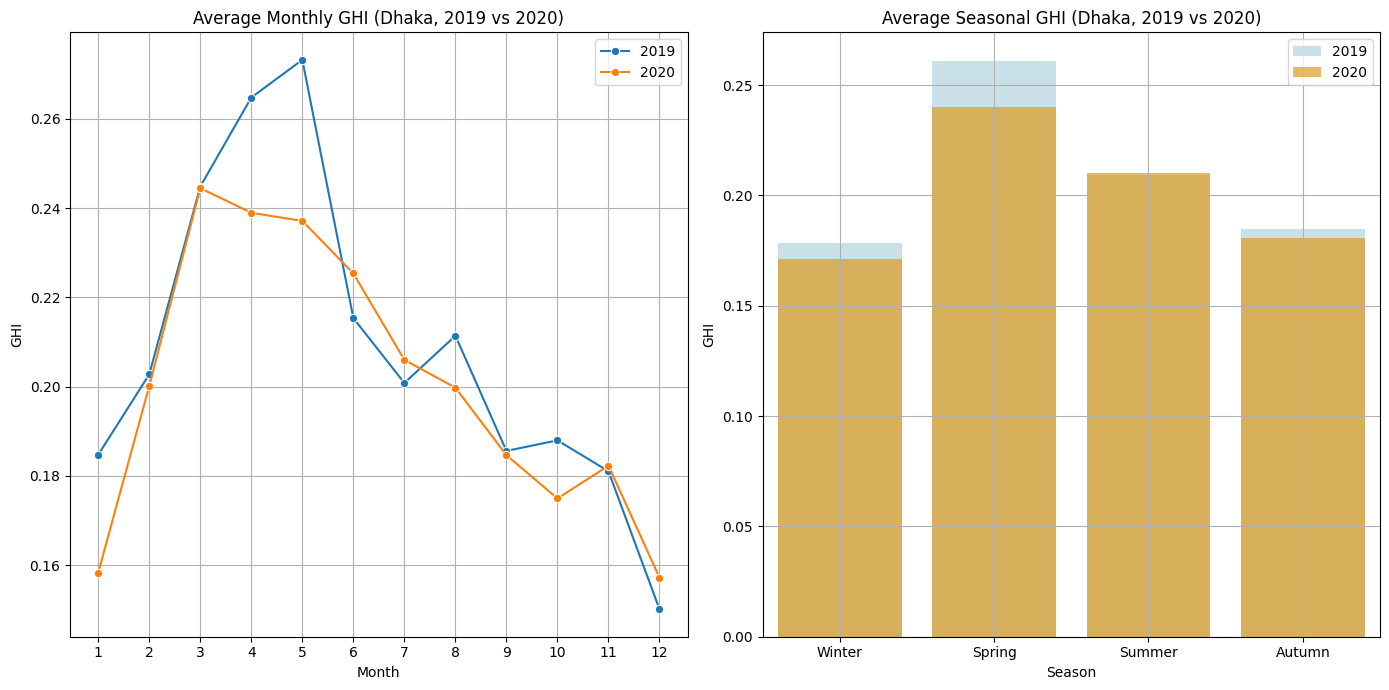 Average Monthly GHI (Dhaka, 2019 vs 2020)
2019
2020
0.26
0.24
0.22
0.20
0.18
0.16
GHI
1 2 3 4 5 6 7 8 9 10 11 12
Month
Average Seasonal GHI (Dhaka, 2019 vs 2020)
2019
2020
0.25
0.20
0.15
0.10
0.05
0.00
GHI
Winter Spring Summer Autumn
Season